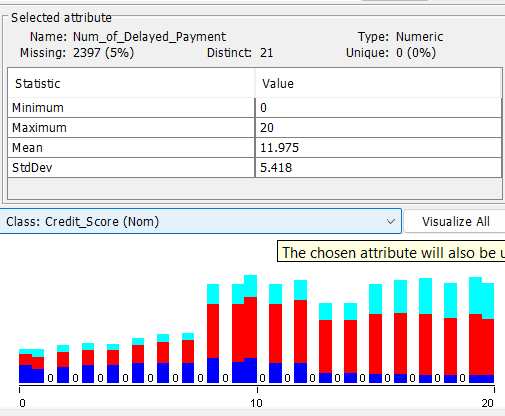 Selected attribute
Name: Num_of_Delayed_Payment Type: Numeric
Missing: 2397 (5%) Distinct: 21 Unique: 0 (0%)
Statistic Value
Minimum 0
Maximum 20
Mean 11.975
StdDev 5.418
Class: Credit_Score (Nom) Visualize All
The chosen attribute will also be u
0 0 0 0 0 0 0 0 0 0 0 0 0 0 0 0 0
0 10 20